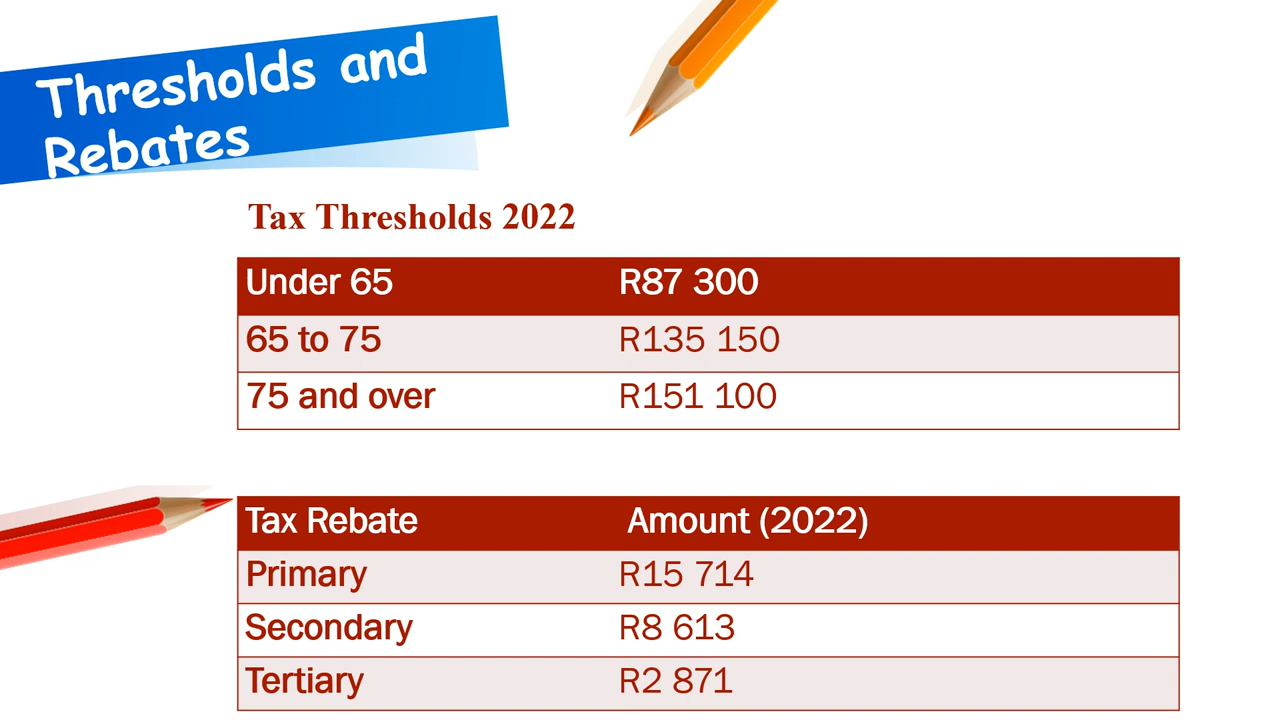 Thresholds and
Rebates
Tax Thresholds 2022
Under 65 R87 300
65 to 75 R135 150
75 and over R151 100
Tax Rebate Amount (2022)
Primary R15 714
Secondary R8 613
Tertiary R2 871